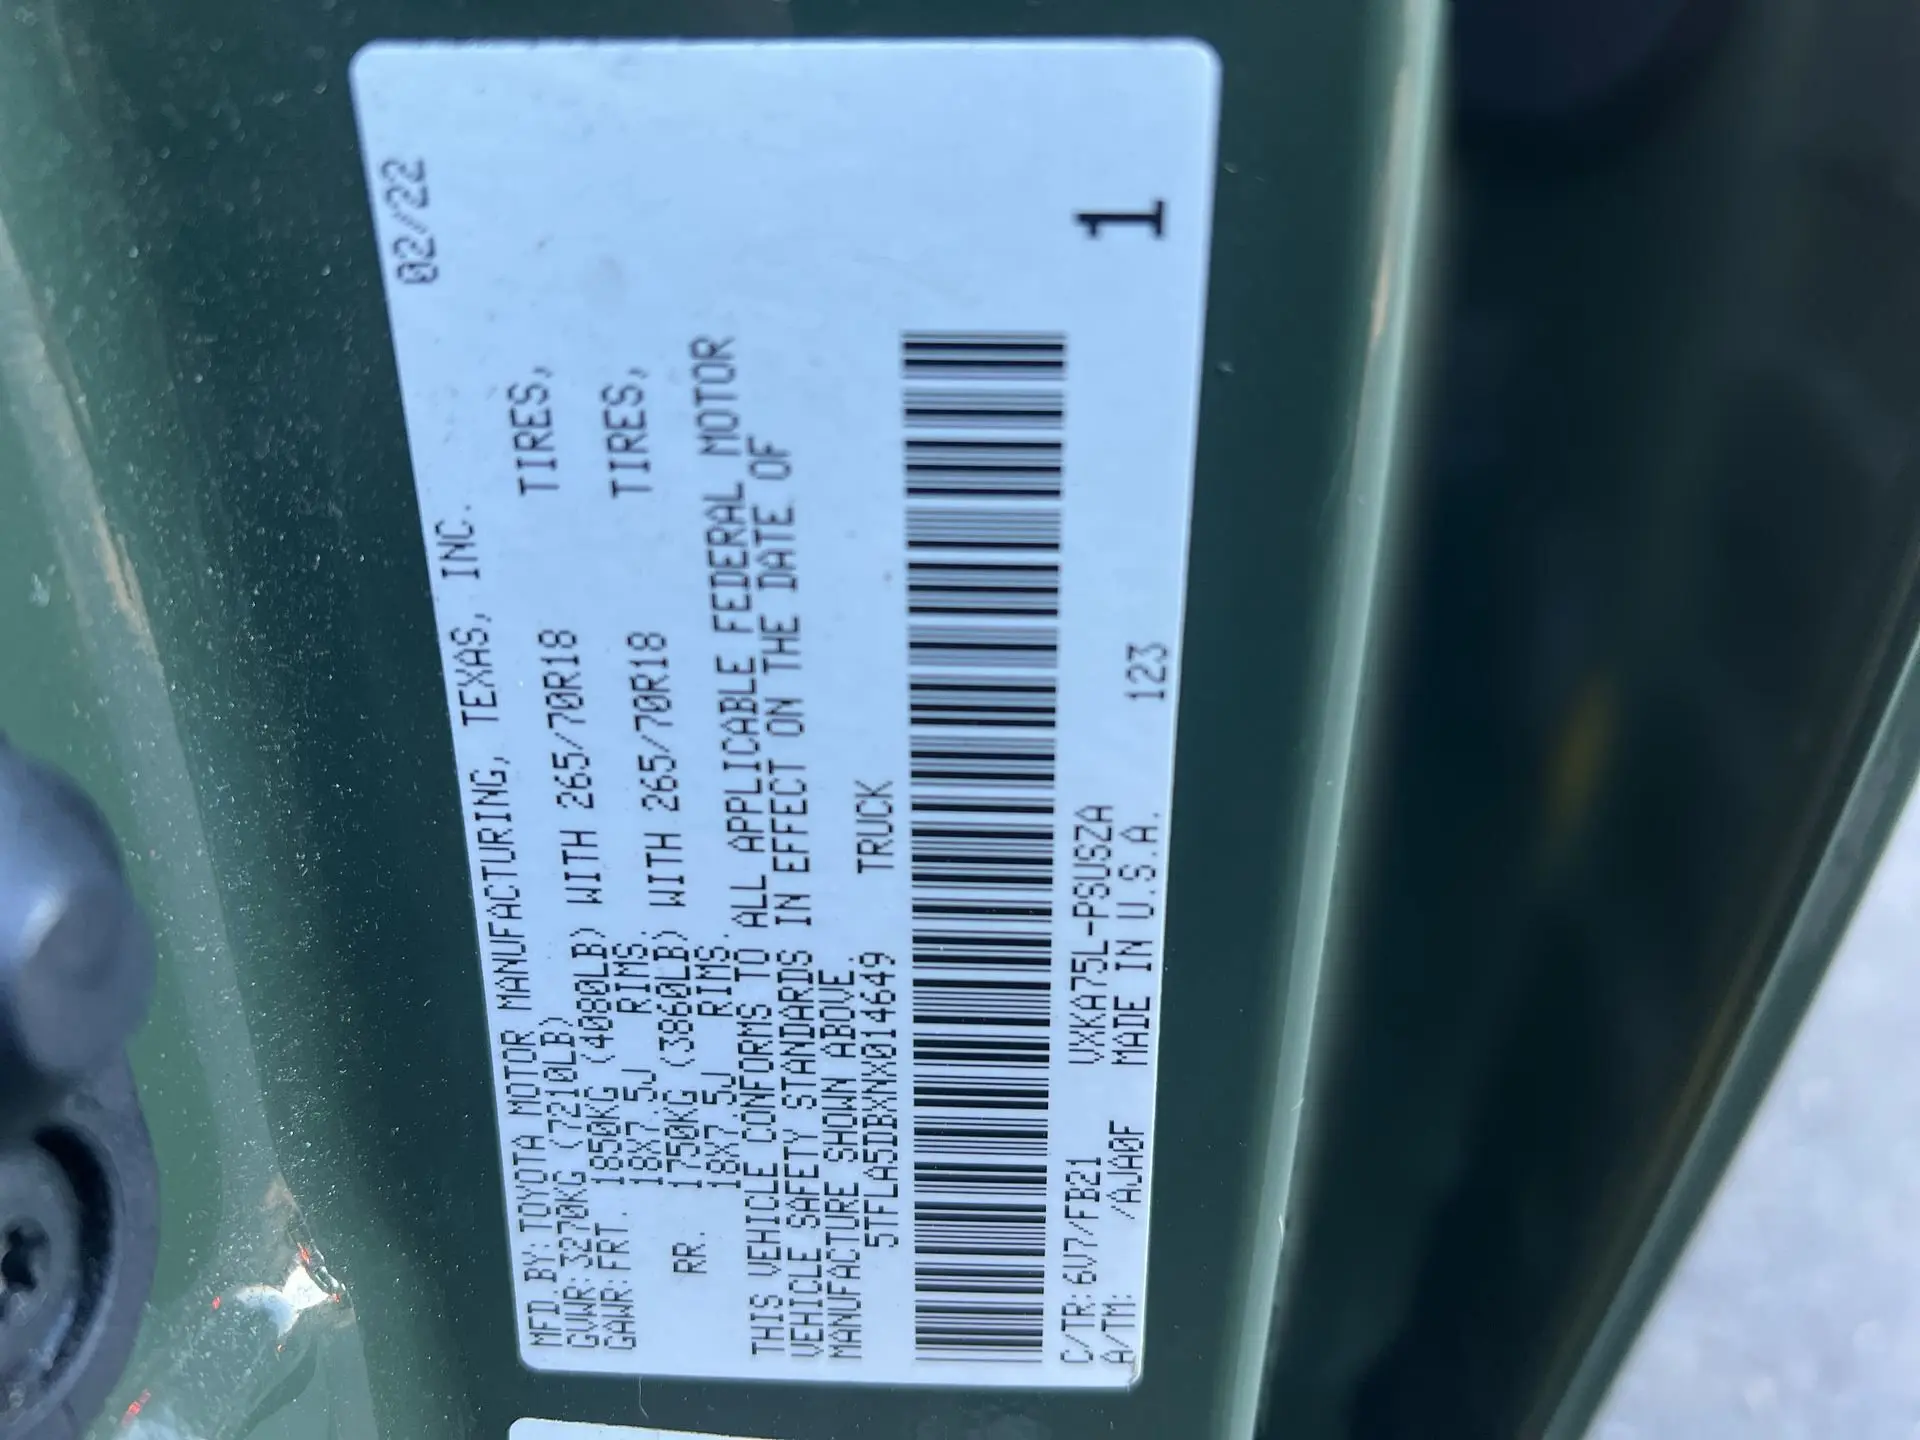 MFD.BY:TOYOTA MOTOR MANUFACTURING, TEXAS, INC. 02/22
GVWR:3270KG (7210LB)
GAWR:FRT. 1850KG (4080LB) WITH 265/70R18 TIRES,
18X7.5J RIMS,
RR. 1750KG (3860LB) WITH 265/70R18 TIRES,
18X7.5J RIMS.
THIS VEHICLE CONFORMS TO ALL APPLICABLE FEDERAL MOTOR
VEHICLE SAFETY STANDARDS IN EFFECT ON THE DATE OF
MANUFACTURE SHOWN ABOVE.
5TFLA5DBXNX014649 TRUCK
C/TR:6V7/FB21 VXKA75L-PSUSZA
A/TM: /AJA0F MADE IN U.S.A. 123
1